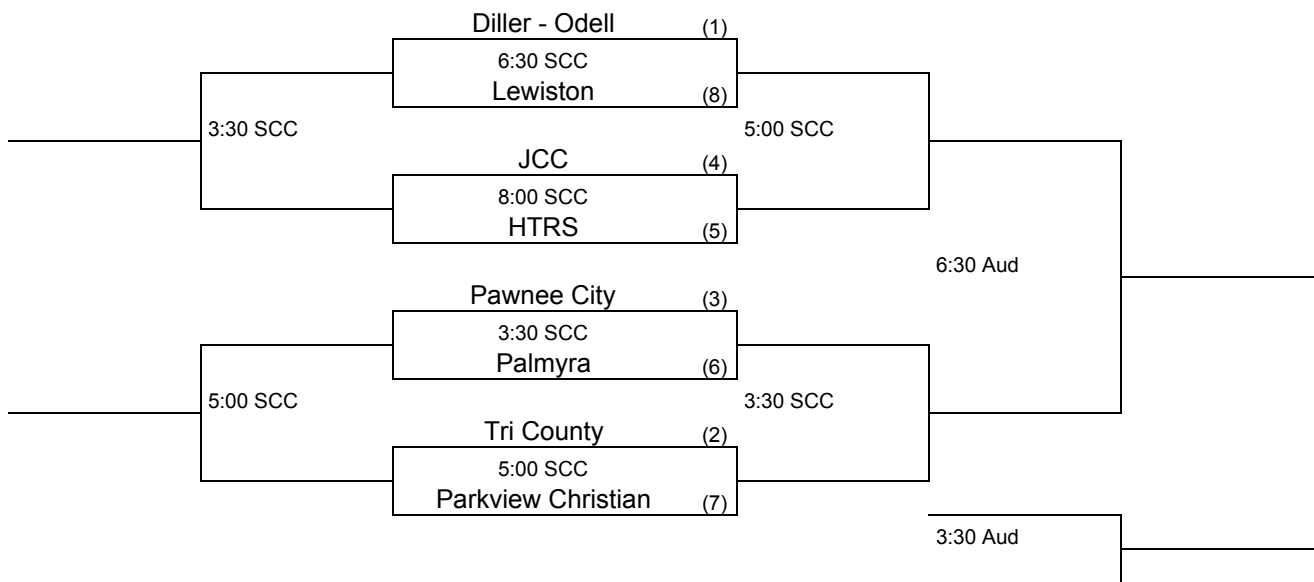 Diller - Odell (1)
6:30 SCC
Lewiston (8)
3:30 SCC
5:00 SCC
JCC (4)
8:00 SCC
HTRS (5)
6:30 Aud
Pawnee City (3)
3:30 SCC
Palmyra (6)
5:00 SCC
3:30 SCC
Tri County (2)
5:00 SCC
Parkview Christian (7)
3:30 Aud